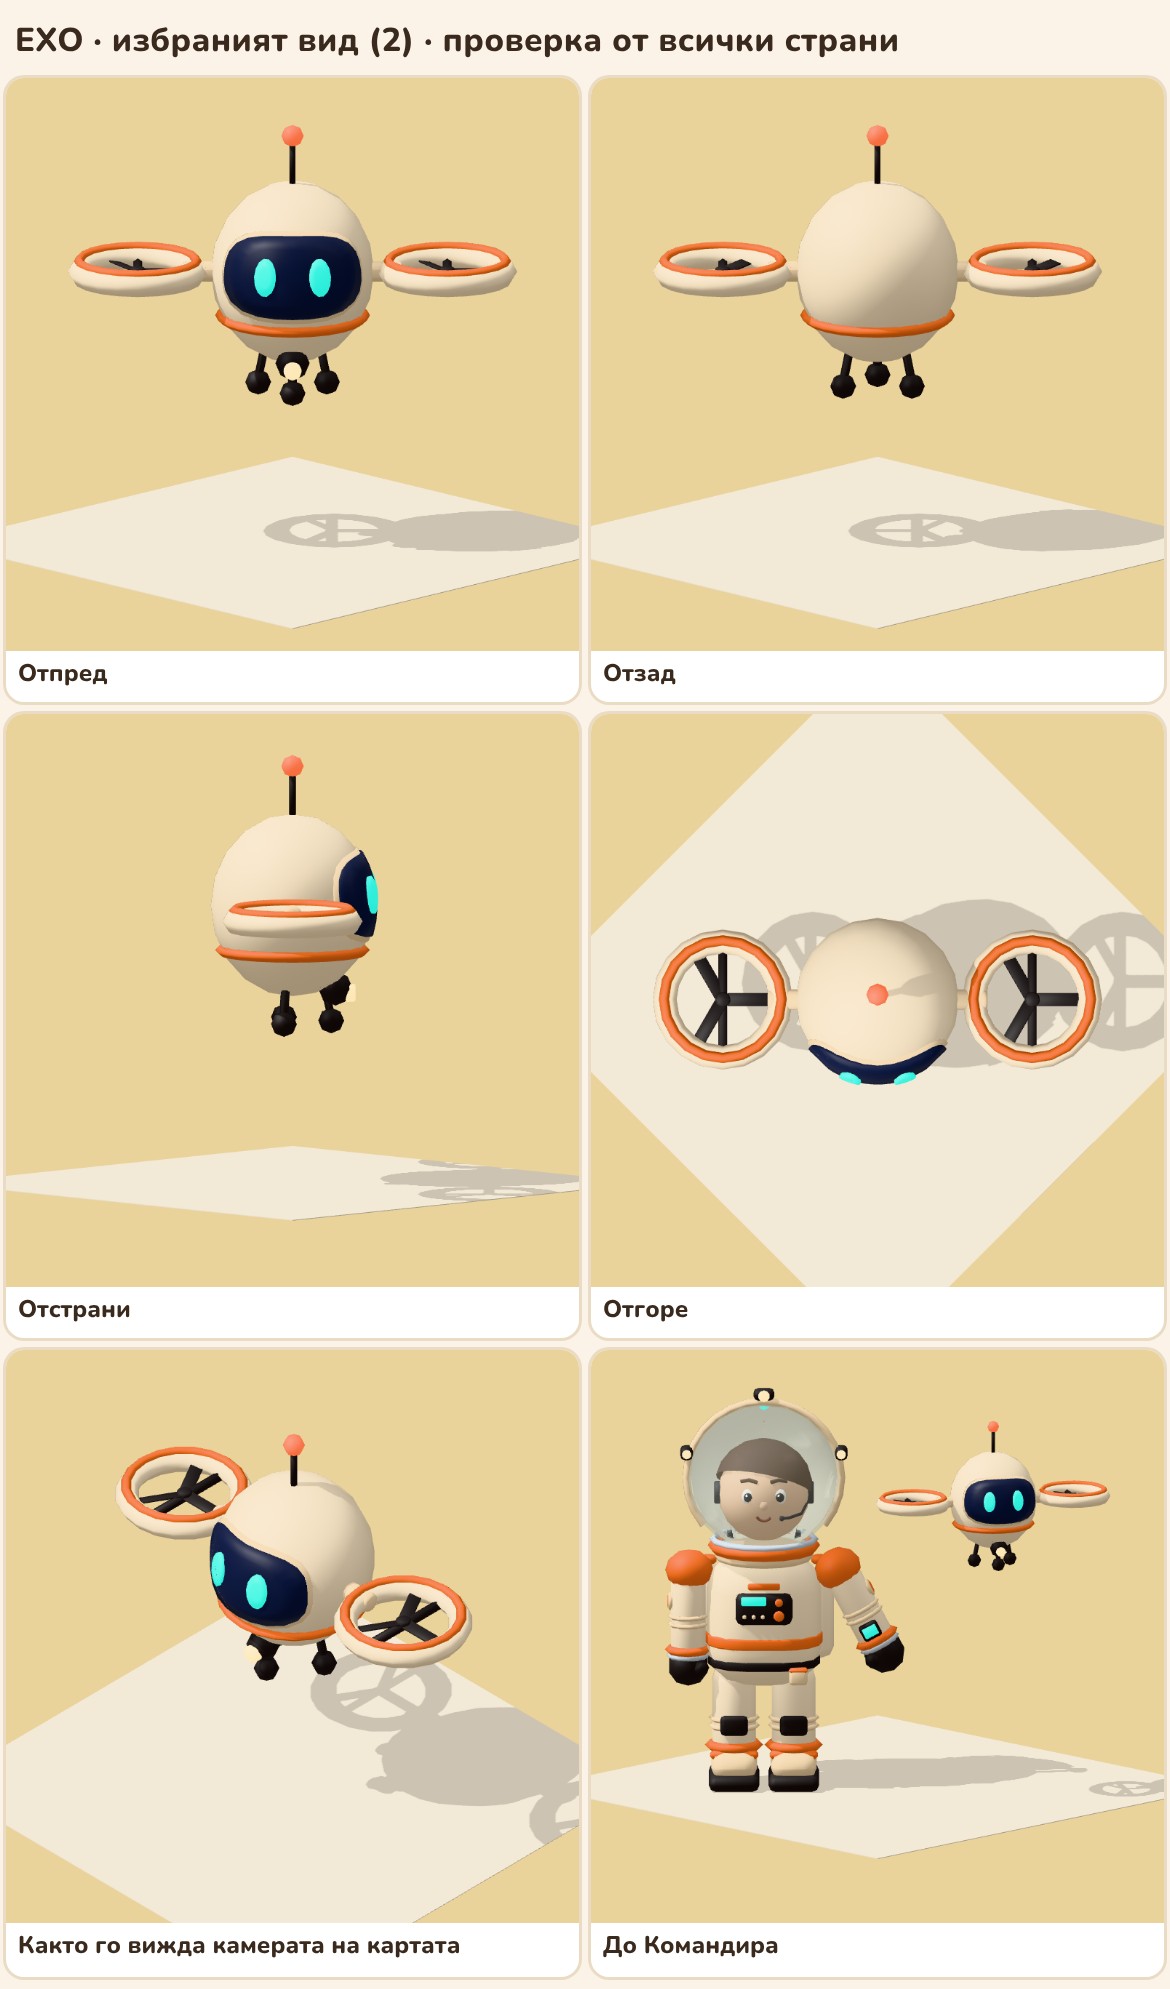 EXO · избраният вид (2) · проверка от всички страни
Отпред
Отзад
Отстрани
Отгоре
Както го вижда камерата на картата
До Командира